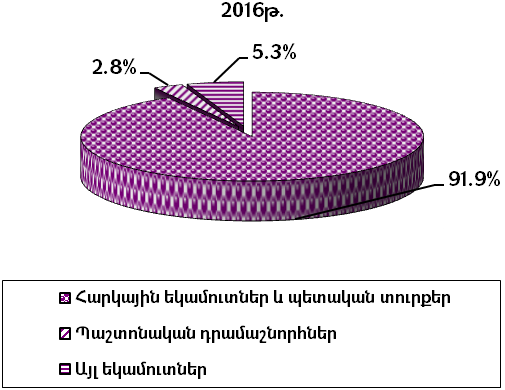 2016թ.
5.3%
2.8%
91.9%
Հարկային եկամուտներ և պետական տուրքեր
Պաշտոնական դրամաշնորհներ
Այլ եկամուտներ